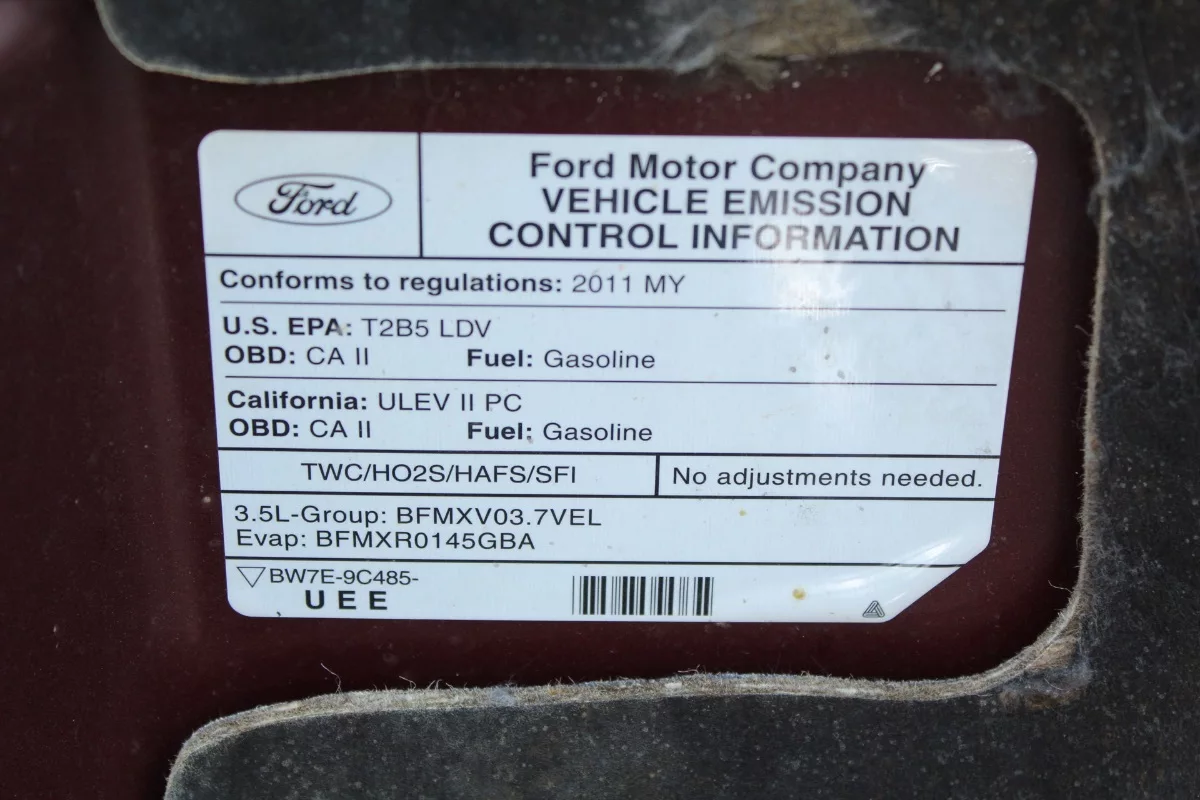 Ford
Ford Motor Company
VEHICLE EMISSION
CONTROL INFORMATION
Conforms to regulations: 2011 MY
U.S. EPA: T2B5 LDV
OBD: CA II Fuel: Gasoline
California: ULEV II PC
OBD: CA II Fuel: Gasoline
TWC/HO2S/HAFS/SFI
No adjustments needed.
3.5L-Group: BFMXV03.7VEL
Evap: BFMXR0145GBA
BW7E-9C485-
UEE